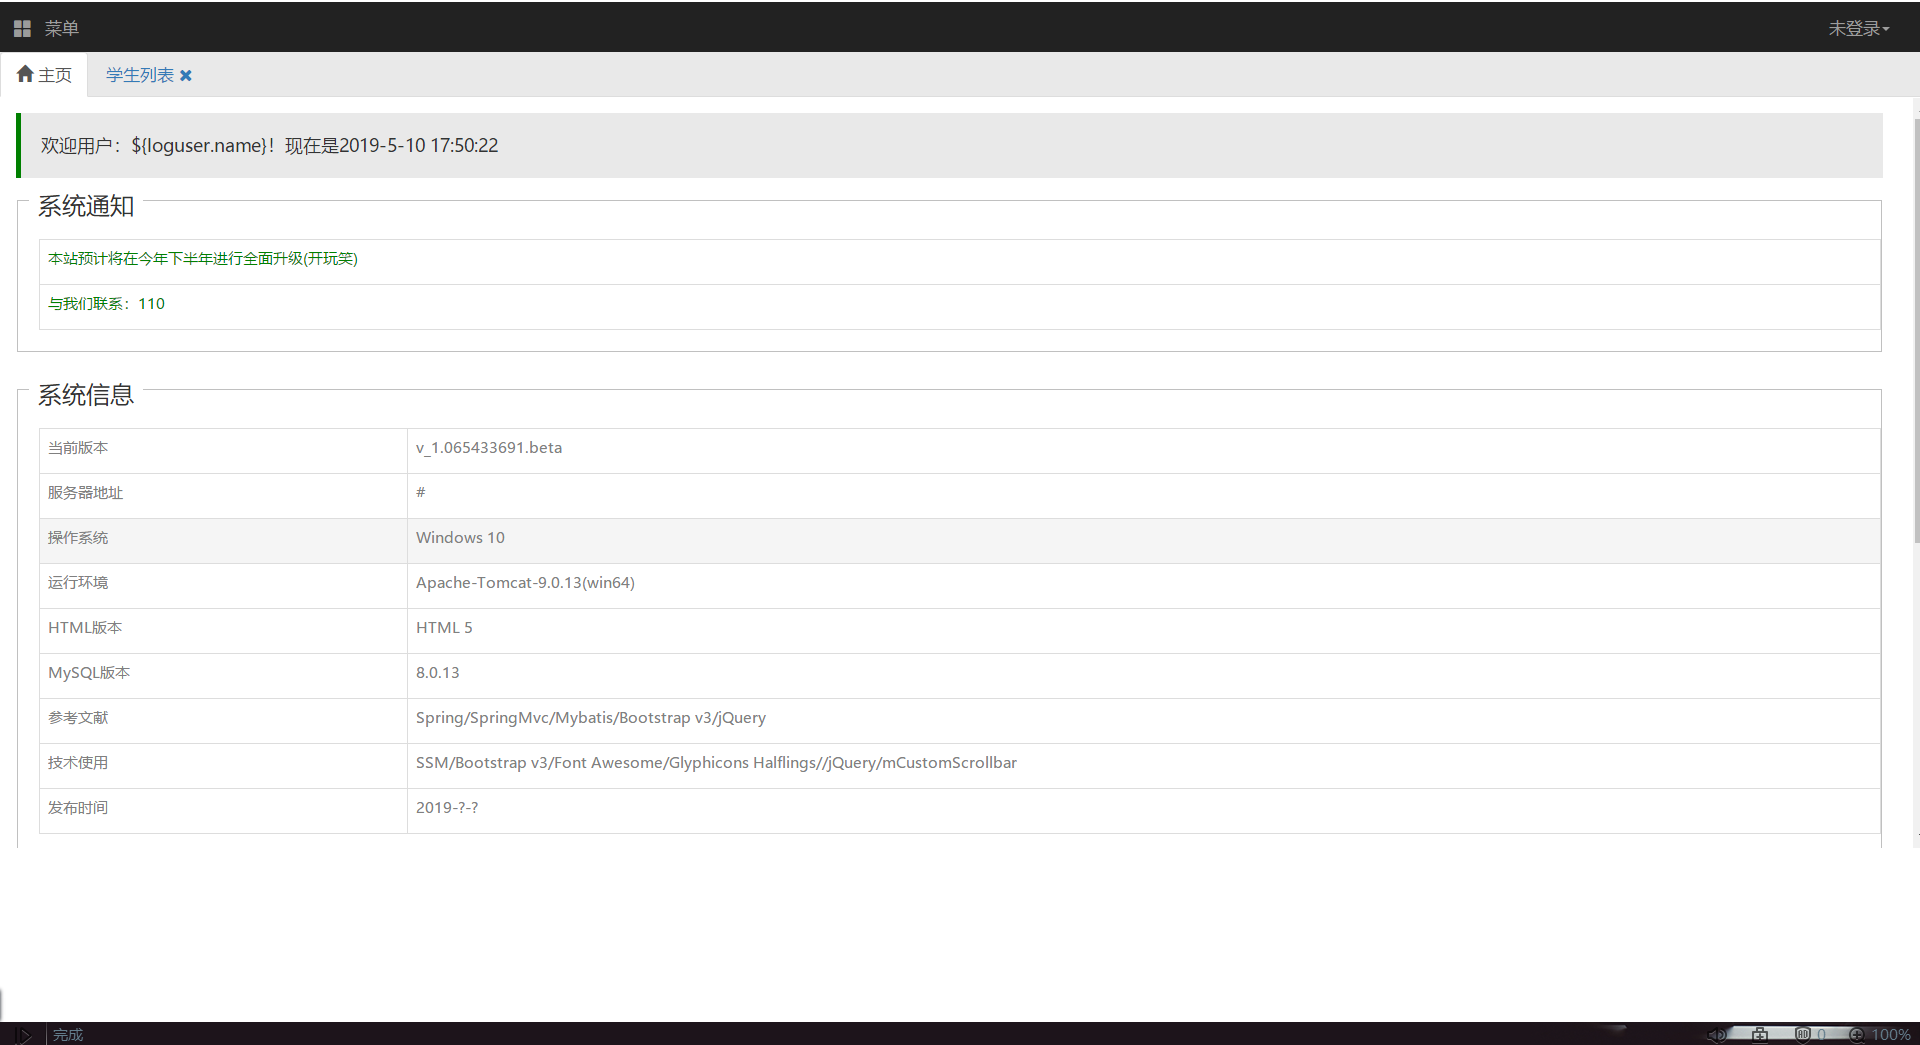 菜单
未登录
主页
学生列表
欢迎用户：${loguser.name}！现在是2019-5-10 17:50:22
系统通知
本站预计将在今年下半年进行全面升级(开玩笑)
与我们联系：110
系统信息
当前版本 v_1.065433691.beta
服务器地址 #
操作系统 Windows 10
运行环境 Apache-Tomcat-9.0.13(win64)
HTML版本 HTML 5
MySQL版本 8.0.13
参考文献 Spring/SpringMvc/Mybatis/Bootstrap v3/jQuery
技术使用 SSM/Bootstrap v3/Font Awesome/Glyphicons Halflings//jQuery/mCustomScrollbar
发布时间 2019-?-?
完成
0
100%